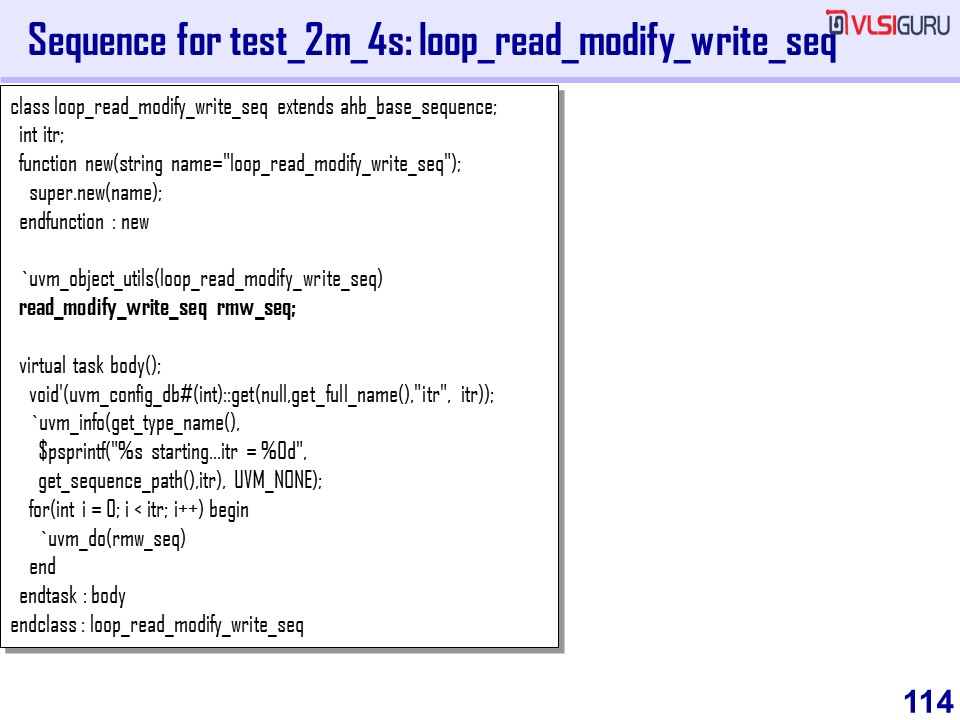 Sequence for test_2m_4s: loop_read_modify_write_seq
VLSIGURU
class loop_read_modify_write_seq extends ahb_base_sequence;
int itr;
function new(string name="loop_read_modify_write_seq");
super.new(name);
endfunction : new
`uvm_object_utils(loop_read_modify_write_seq)
read_modify_write_seq rmw_seq;
virtual task body();
void'(uvm_config_db#(int)::get(null,get_full_name(),"itr", itr));
`uvm_info(get_type_name(),
$psprintf("%s starting...itr = %0d",
get_sequence_path(),itr), UVM_NONE);
for(int i = 0; i < itr; i++) begin
`uvm_do(rmw_seq)
end
endtask : body
endclass : loop_read_modify_write_seq
114